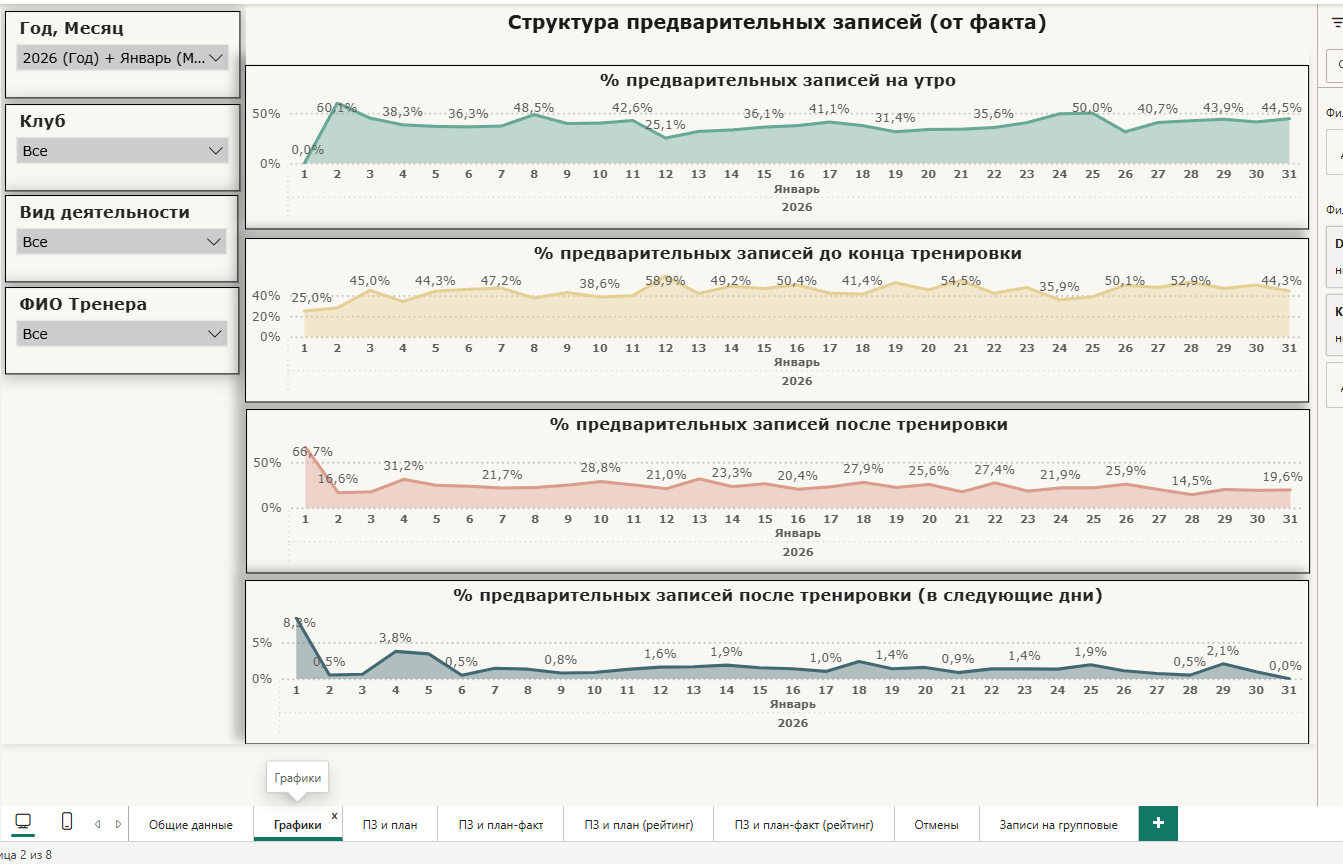 Структура предварительных записей (от факта)
Год, Месяц
2026 (Год) + Январь (М...
Клуб
Все
Вид деятельности
Все
ФИО Тренера
Все
% предварительных записей на утро
50%
0%
0,0% 60,1% 38,3% 36,3% 48,5% 42,6% 25,1% 36,1% 41,1% 31,4% 35,6% 50,0% 40,7% 43,9% 44,5%
1 2 3 4 5 6 7 8 9 10 11 12 13 14 15 16 17 18 19 20 21 22 23 24 25 26 27 28 29 30 31
Январь
2026
% предварительных записей до конца тренировки
40%
20%
0%
25,0% 45,0% 44,3% 47,2% 38,6% 58,9% 49,2% 50,4% 41,4% 54,5% 35,9% 50,1% 52,9% 44,3%
1 2 3 4 5 6 7 8 9 10 11 12 13 14 15 16 17 18 19 20 21 22 23 24 25 26 27 28 29 30 31
Январь
2026
% предварительных записей после тренировки
50%
0%
66,7% 16,6% 31,2% 21,7% 28,8% 21,0% 23,3% 20,4% 27,9% 25,6% 27,4% 21,9% 25,9% 14,5% 19,6%
1 2 3 4 5 6 7 8 9 10 11 12 13 14 15 16 17 18 19 20 21 22 23 24 25 26 27 28 29 30 31
Январь
2026
% предварительных записей после тренировки (в следующие дни)
5%
0%
8,3% 0,5% 3,8% 0,5% 0,8% 1,6% 1,9% 1,0% 1,4% 0,9% 1,4% 1,9% 0,5% 2,1% 0,0%
1 2 3 4 5 6 7 8 9 10 11 12 13 14 15 16 17 18 19 20 21 22 23 24 25 26 27 28 29 30 31
Январь
2026
Графики
Общие данные
Графики x
ПЗ и план
ПЗ и план-факт
ПЗ и план (рейтинг)
ПЗ и план-факт (рейтинг)
Отмены
Записи на групповые
+
ица 2 из 8